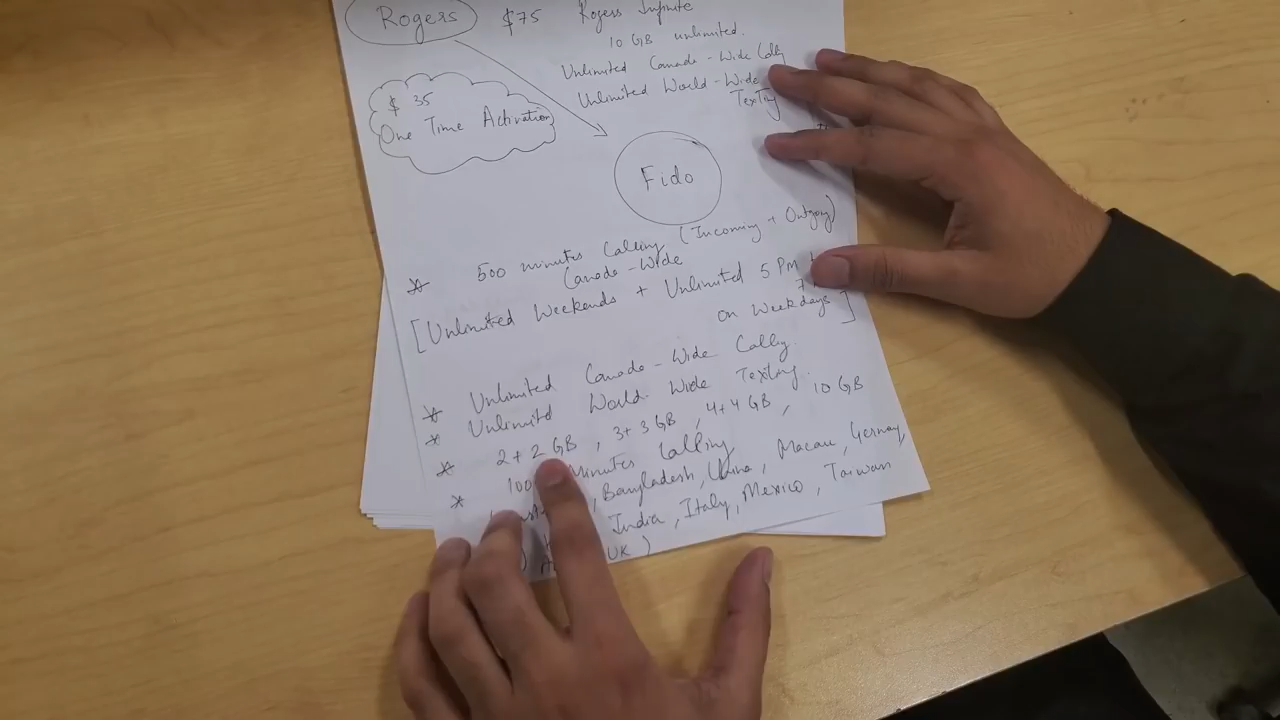 Rogers $75 Rogers Infinite
10 GB unlimited.
Unlimited Canada-Wide Callg
Unlimited World-Wide
Texting
$ 35
One Time Activation
Fido
* 500 minutes Calling (Incoming + Outgoing)
Canada-Wide
[Unlimited Weekends + Unlimited 5 PM
on Weekdays]
* Unlimited Canada-Wide Callg.
* Unlimited World-Wide Texting.
* 2+2 GB, 3+3 GB, 4+4 GB, 10 GB
* Minutes Calling
, Bangladesh, China, Macau, Germany,
India, Italy, Mexico, Taiwan
UK)